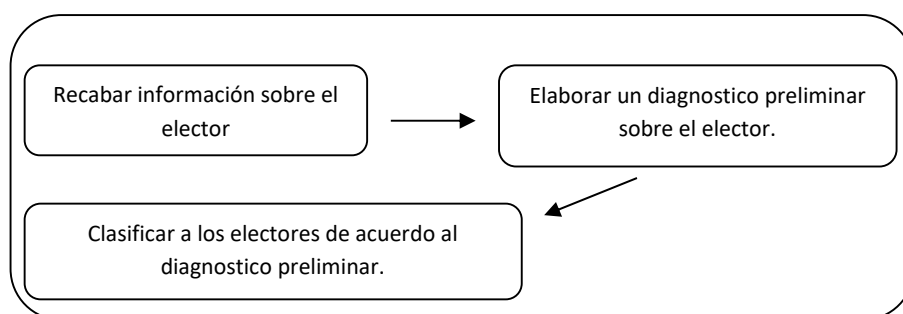 Recabar información sobre el
elector
Elaborar un diagnostico preliminar
sobre el elector.
Clasificar a los electores de acuerdo al
diagnostico preliminar.